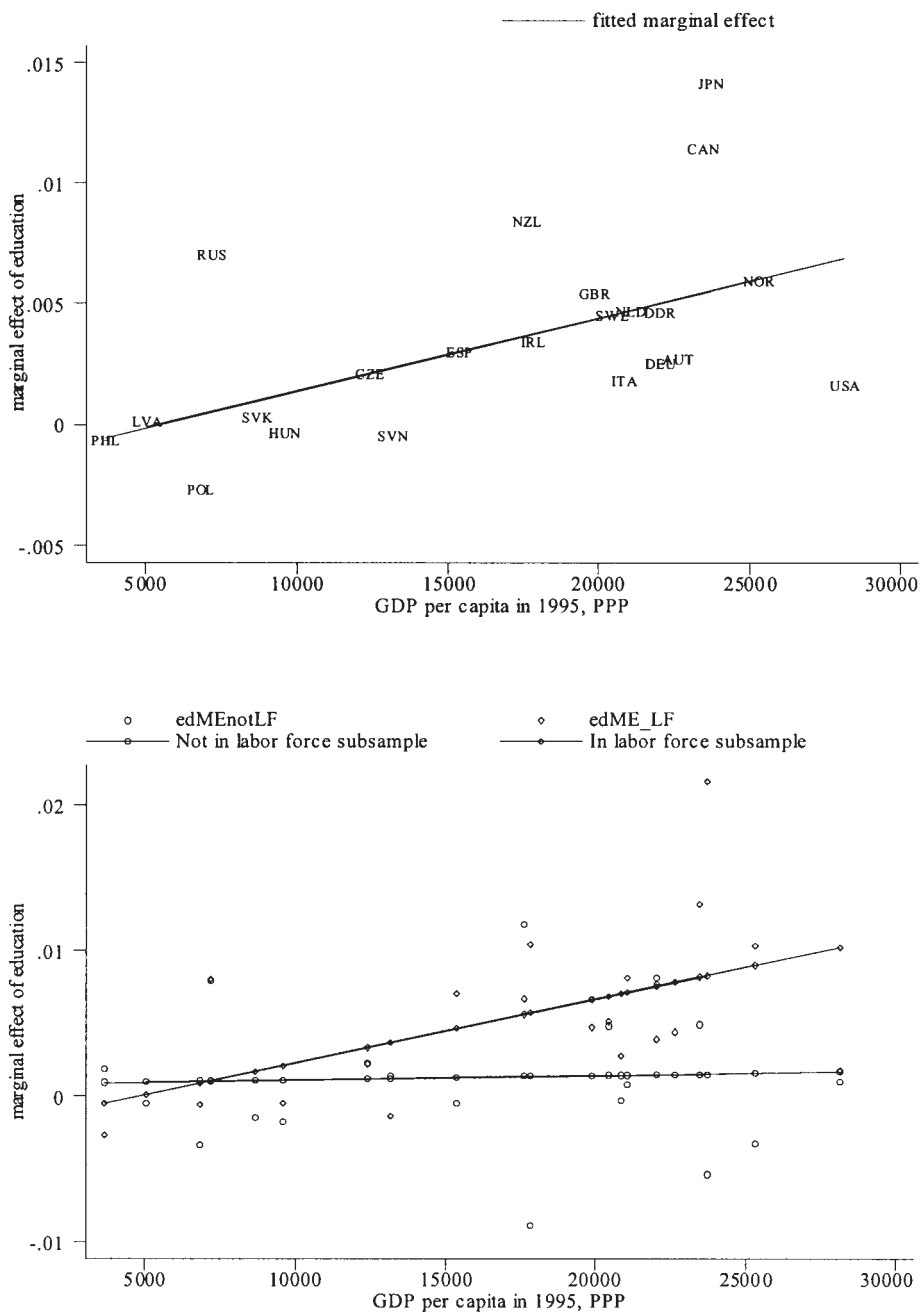 fitted marginal effect
.015
.01
.005
0
-.005
marginal effect of education
JPN
CAN
NZL
RUS
NOR
GBR
SWE NLD DDR
IRL
ESP
AUT
DEU
CZE
ITA
USA
LVA
SVK
PHL
HUN
SVN
POL
5000 10000 15000 20000 25000 30000
GDP per capita in 1995, PPP
edMEnotLF edME_LF
Not in labor force subsample In labor force subsample
.02
.01
0
-.01
marginal effect of education
5000 10000 15000 20000 25000 30000
GDP per capita in 1995, PPP